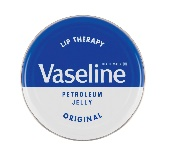 LIP THERAPY
Vaseline
PETROLEUM
JELLY
ORIGINAL